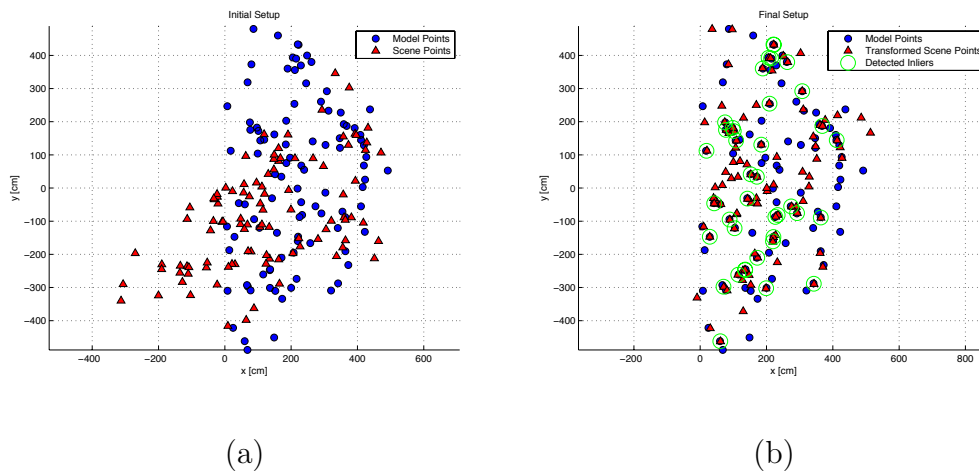 Initial Setup
Model Points
Scene Points
400
300
200
100
0
−100
−200
−300
−400
y [cm]
−400
−200
0
200
400
600
x [cm]
(a)
Final Setup
Model Points
Transformed Scene Points
Detected Inliers
400
300
200
100
0
−100
−200
−300
−400
y [cm]
−200
0
200
400
600
800
x [cm]
(b)